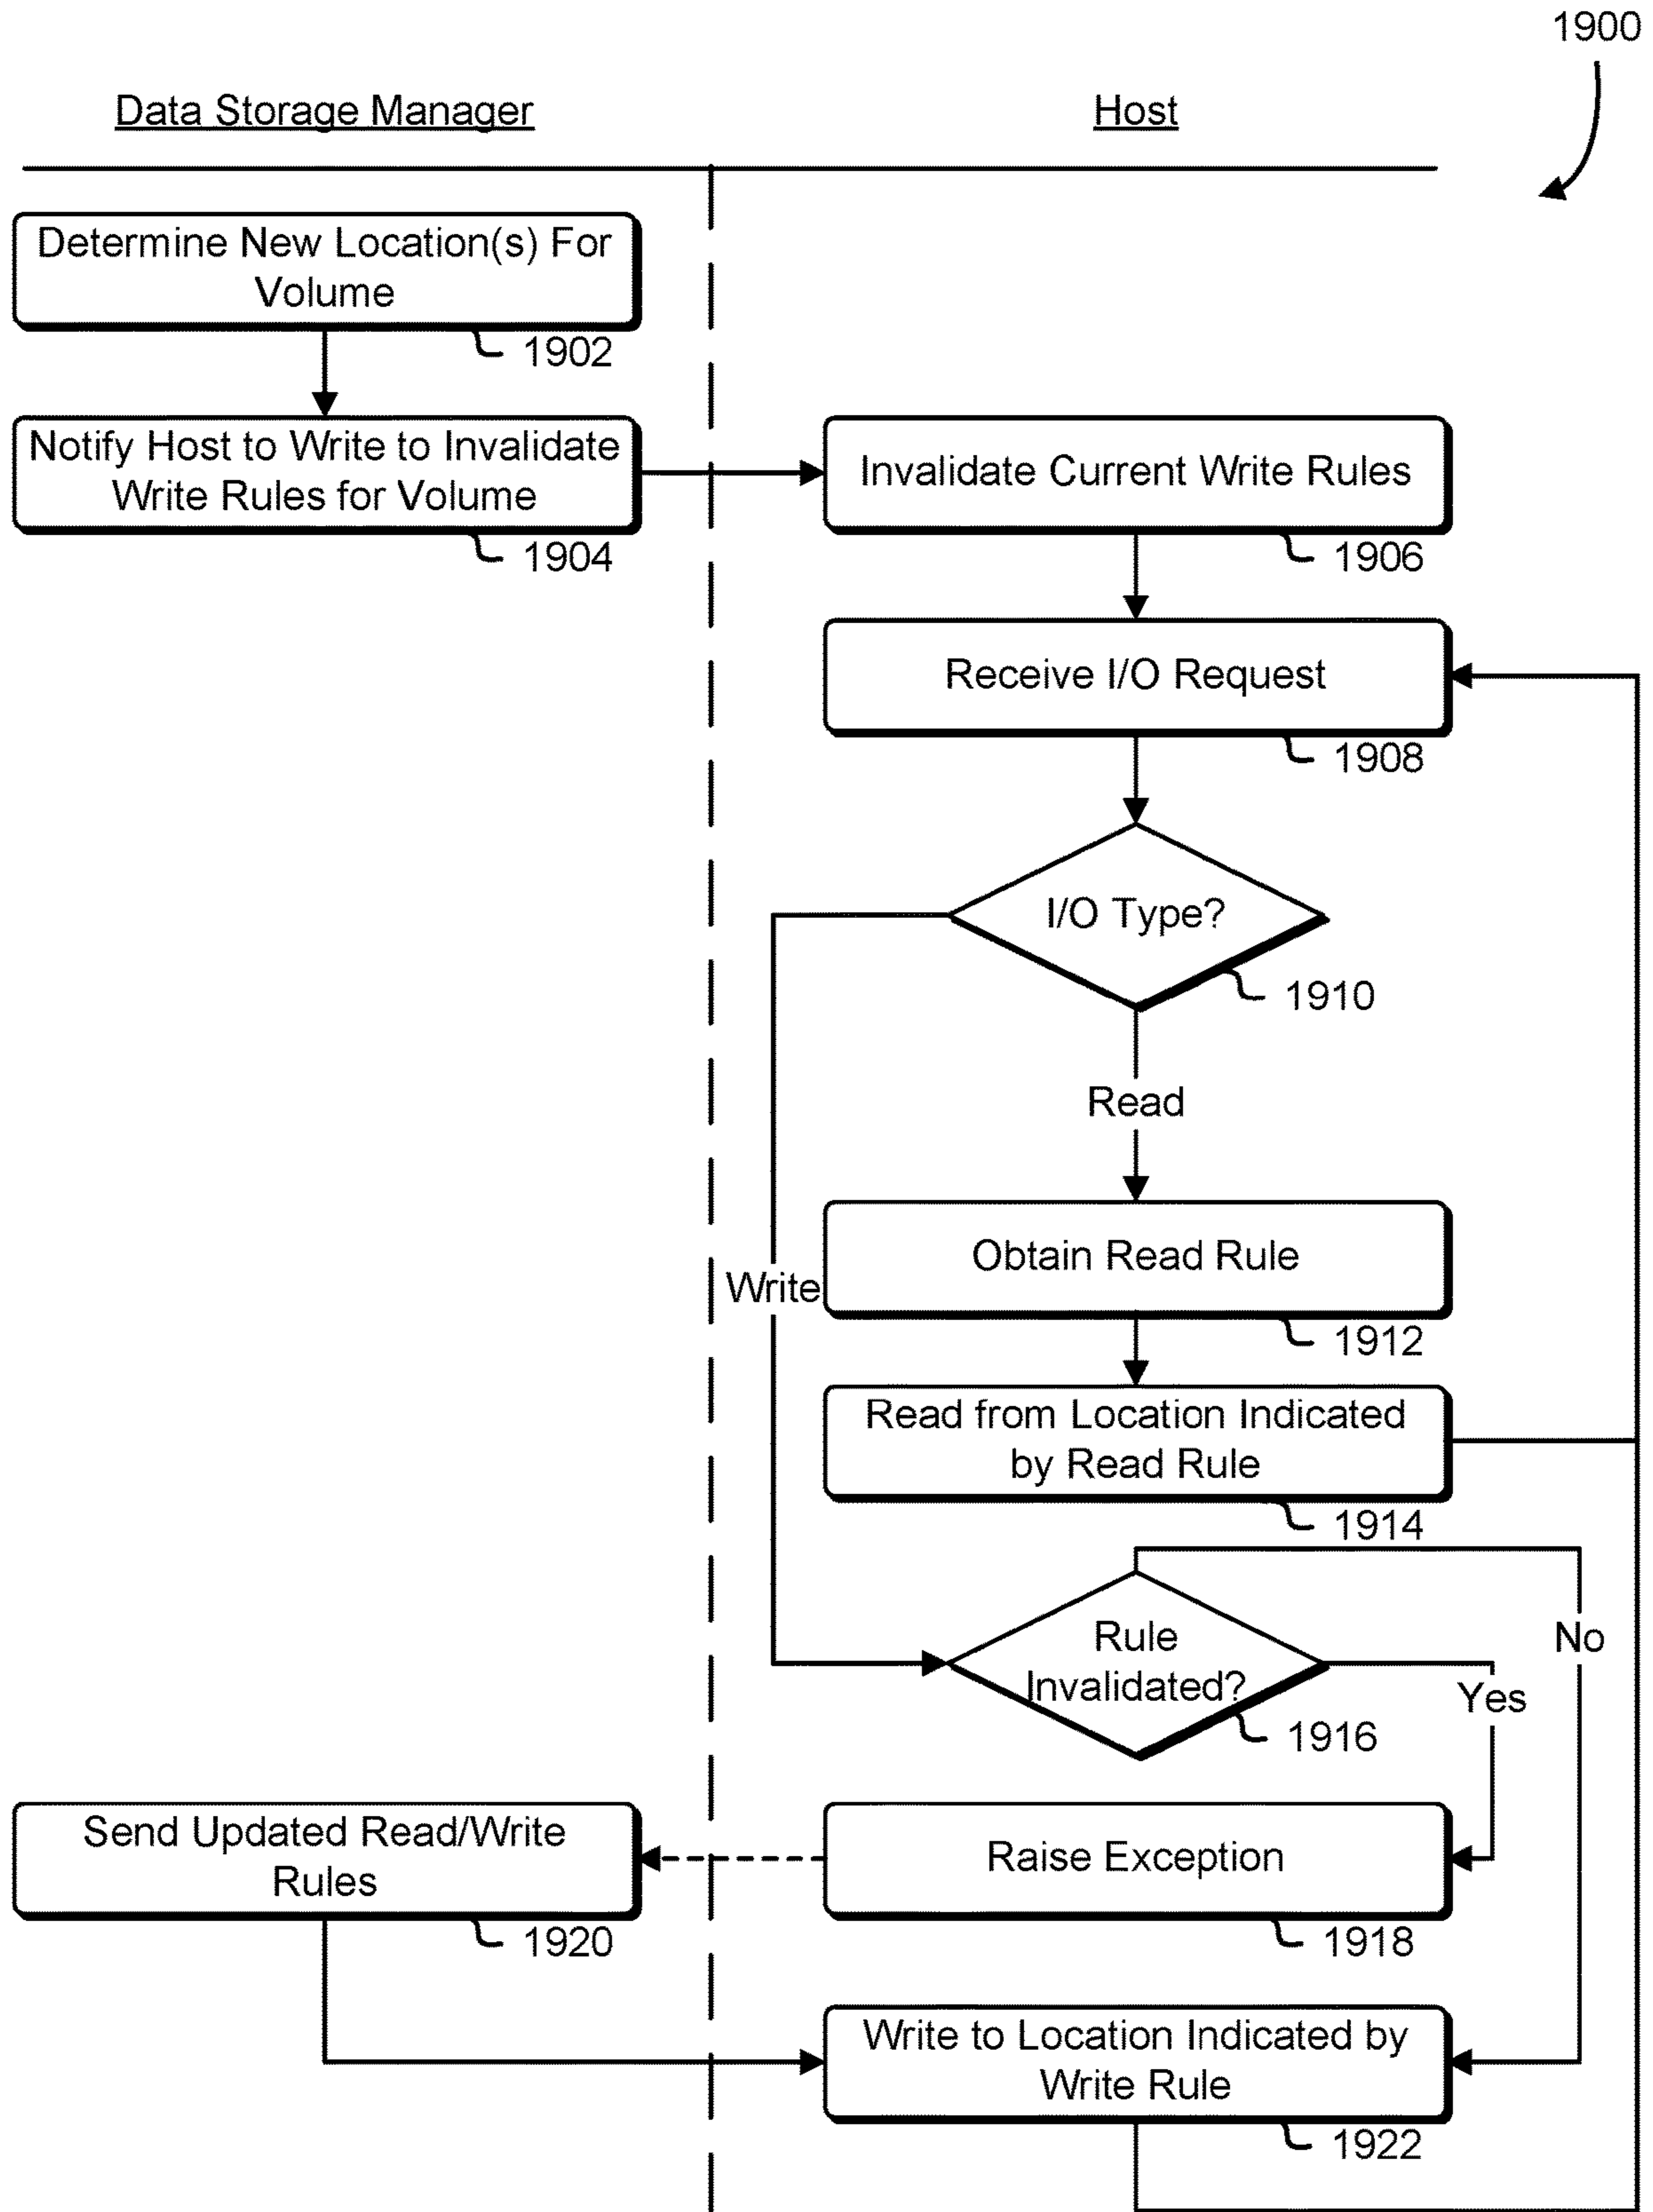 1900
Data Storage Manager
Host
Determine New Location(s) For
Volume
1902
Notify Host to Write to Invalidate
Write Rules for Volume
1904
Invalidate Current Write Rules
1906
Receive I/O Request
1908
I/O Type?
1910
Read
Write
Obtain Read Rule
1912
Read from Location Indicated
by Read Rule
1914
Rule
Invalidated?
1916
No
Yes
Send Updated Read/Write
Rules
1920
Raise Exception
1918
Write to Location Indicated by
Write Rule
1922